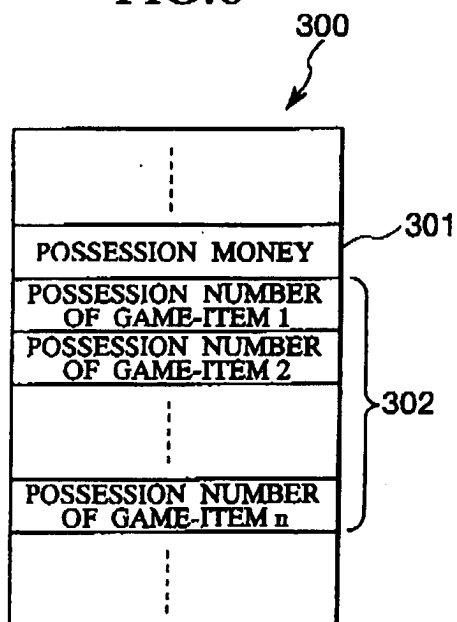 300
POSSESSION MONEY
301
POSSESSION NUMBER
OF GAME-ITEM 1
POSSESSION NUMBER
OF GAME-ITEM 2
302
POSSESSION NUMBER
OF GAME-ITEM n